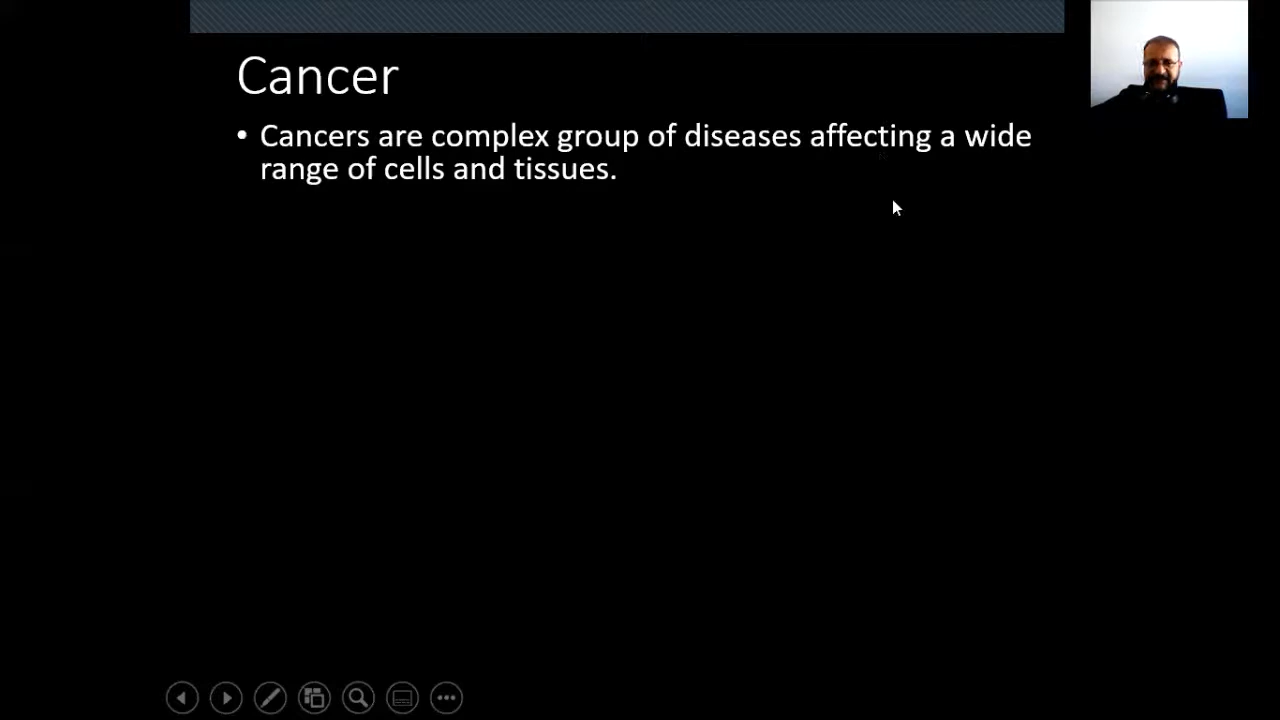 Cancer
• Cancers are complex group of diseases affecting a wide
range of cells and tissues.